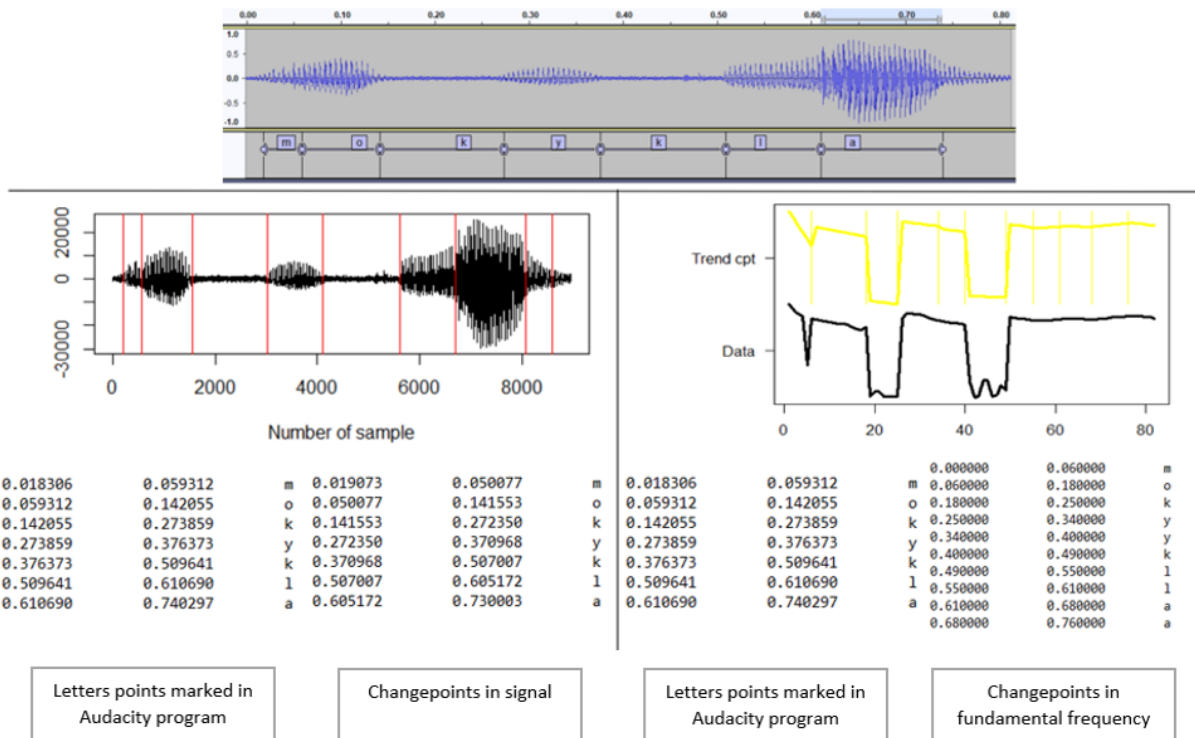 0.00 0.10 0.20 0.30 0.40 0.50 0.60 0.70 0.80
1.0
0.5
0.0
-0.5
-1.0
m o k y k l a
20000
0
-30000
0 2000 4000 6000 8000
Number of sample
Trend cpt
Data
0 20 40 60 80
0.018306 0.059312 m
0.059312 0.142055 o
0.142055 0.273859 k
0.273859 0.376373 y
0.376373 0.509641 k
0.509641 0.610690 l
0.610690 0.740297 a
0.019073 0.050077 m
0.050077 0.141553 o
0.141553 0.272350 k
0.272350 0.370968 y
0.370968 0.507007 k
0.507007 0.605172 l
0.605172 0.730003 a
0.018306 0.059312 m
0.059312 0.142055 o
0.142055 0.273859 k
0.273859 0.376373 y
0.376373 0.509641 k
0.509641 0.610690 l
0.610690 0.740297 a
0.000000 0.060000 m
0.060000 0.180000 o
0.180000 0.250000 k
0.250000 0.340000 y
0.340000 0.400000 y
0.400000 0.490000 k
0.490000 0.550000 l
0.550000 0.610000 l
0.610000 0.680000 a
0.680000 0.760000 a
Letters points marked in
Audacity program
Changepoints in signal
Letters points marked in
Audacity program
Changepoints in
fundamental frequency